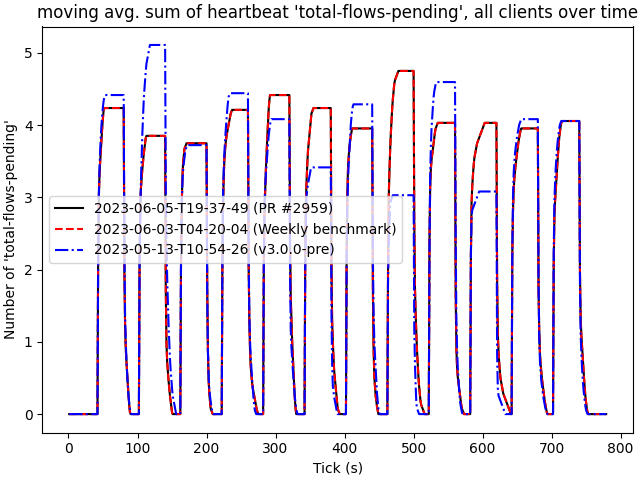 moving avg. sum of heartbeat 'total-flows-pending', all clients over time
Number of 'total-flows-pending'
5
4
3
2
1
0
2023-06-05-T19-37-49 (PR #2959)
2023-06-03-T04-20-04 (Weekly benchmark)
2023-05-13-T10-54-26 (v3.0.0-pre)
0 100 200 300 400 500 600 700 800
Tick (s)